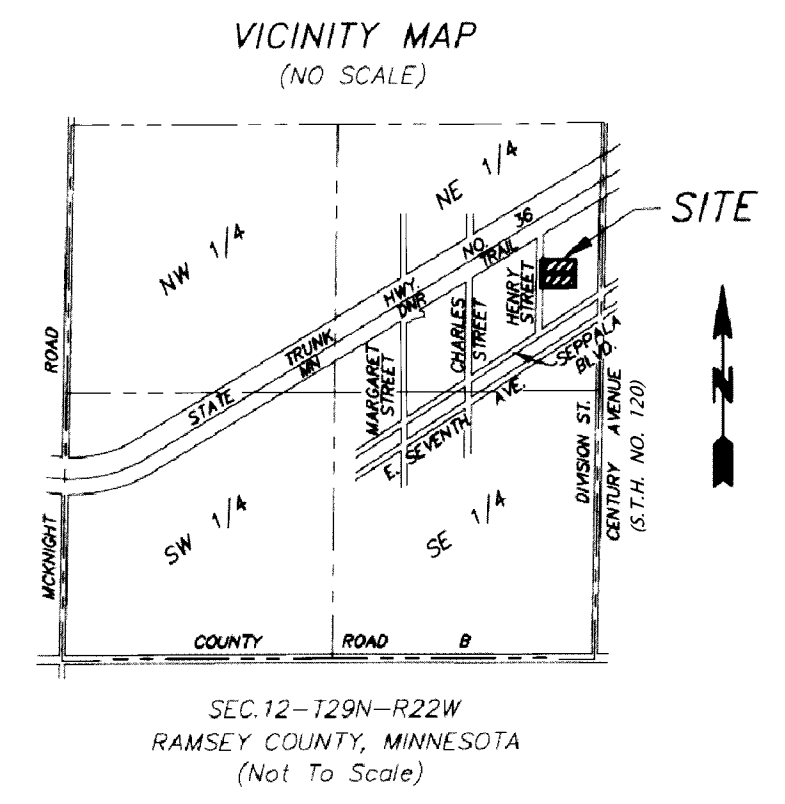 VICINITY MAP
(NO SCALE)
NE 1/4
NW 1/4
SITE
STATE TRUNK HWY. NO. 36
MN DNR TRAIL
HENRY
STREET
CHARLES
STREET
MARGARET
STREET
SEPPALA
BLVD.
E. SEVENTH AVE.
MCKNIGHT ROAD
DIVISION ST.
CENTURY AVENUE
(S.T.H. NO. 120)
N
SW 1/4
SE 1/4
COUNTY ROAD B
SEC.12-T29N-R22W
RAMSEY COUNTY, MINNESOTA
(Not To Scale)